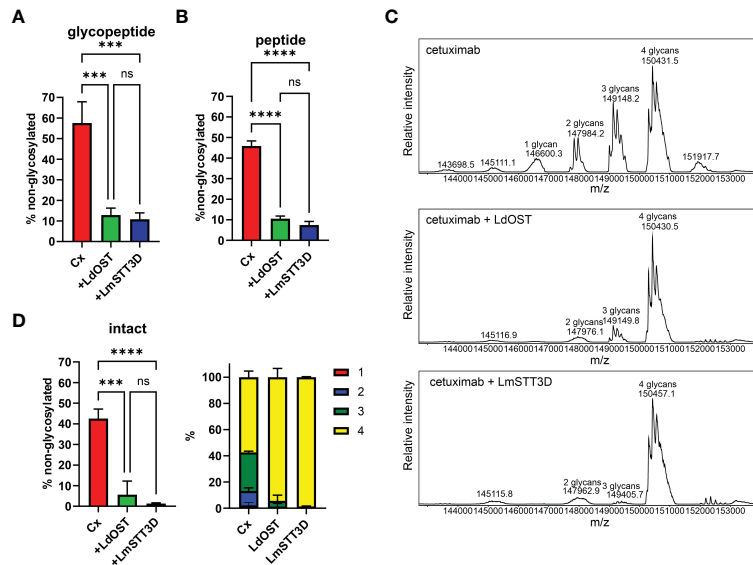 A
glycopeptide
***
***
ns
% non-glycosylated
70
60
50
40
30
20
10
0
Cx
+LdOST
+LmSTT3D
B
peptide
****
****
ns
%non-glycosylated
70
60
50
40
30
20
10
0
Cx
+LdOST
+LmSTT3D
C
cetuximab
Relative intensity
143698.5
145111.1
1 glycan
146600.3
2 glycans
147984.2
3 glycans
149148.2
4 glycans
150431.5
151917.7
144000 145000 146000 147000 148000 149000 150000 151000 152000 153000
m/z
cetuximab + LdOST
Relative intensity
145116.9
2 glycans
147976.1
3 glycans
149149.8
4 glycans
150430.5
144000 145000 146000 147000 148000 149000 150000 151000 152000 153000
m/z
cetuximab + LmSTT3D
Relative intensity
145115.8
2 glycans
147962.9
3 glycans
149405.7
4 glycans
150457.1
144000 145000 146000 147000 148000 149000 150000 151000 152000 153000
m/z
D
intact
****
***
ns
% non-glycosylated
70
60
50
40
30
20
10
0
Cx
+LdOST
+LmSTT3D
%
100
80
60
40
20
0
Cx
LdOST
LmSTT3D
1
2
3
4